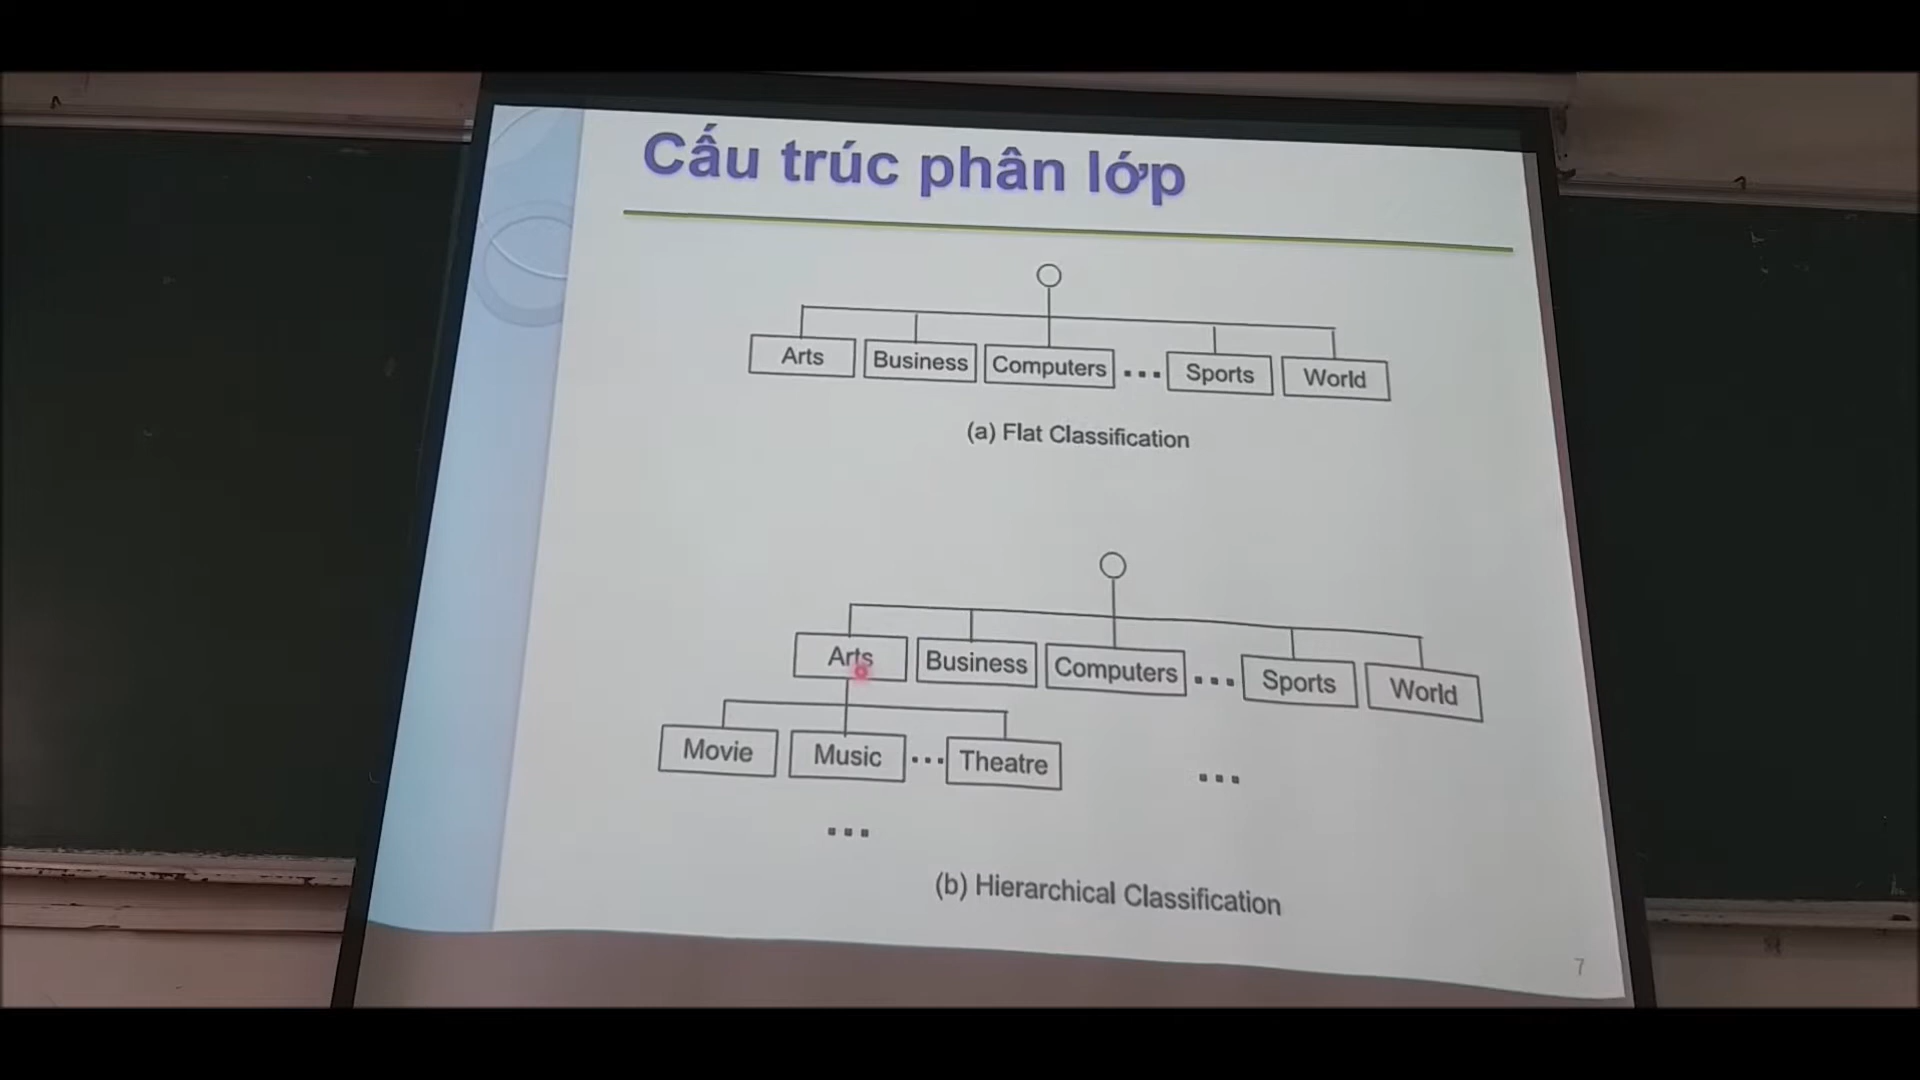 Cấu trúc phân lớp
Arts Business Computers ... Sports World
(a) Flat Classification
Arts Business Computers ... Sports World
Movie Music ... Theatre ...
...
(b) Hierarchical Classification
7